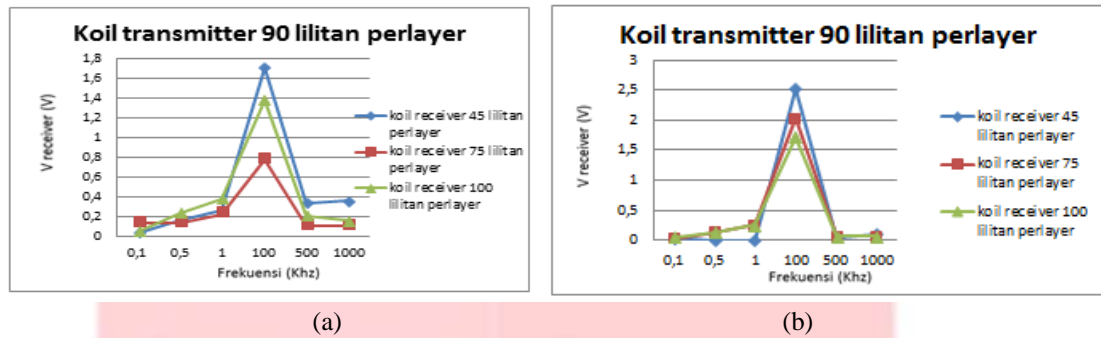 Koil transmitter 90 lilitan perlayer
V receiver (V)
1,8
1,6
1,4
1,2
1
0,8
0,6
0,4
0,2
0
0,1 0,5 1 100 500 1000
Frekuensi (Khz)
koil receiver 45 lilitan
perlayer
koil receiver 75 lilitan
perlayer
koil receiver 100
lilitan perlayer
(a)
Koil transmitter 90 lilitan perlayer
V receiver (V)
3
2,5
2
1,5
1
0,5
0
0,1 0,5 1 100 500 1000
Frekuensi (Khz)
koil receiver 45
lilitan perlayer
koil receiver 75
lilitan perlayer
koil receiver 100
lilitan perlayer
(b)